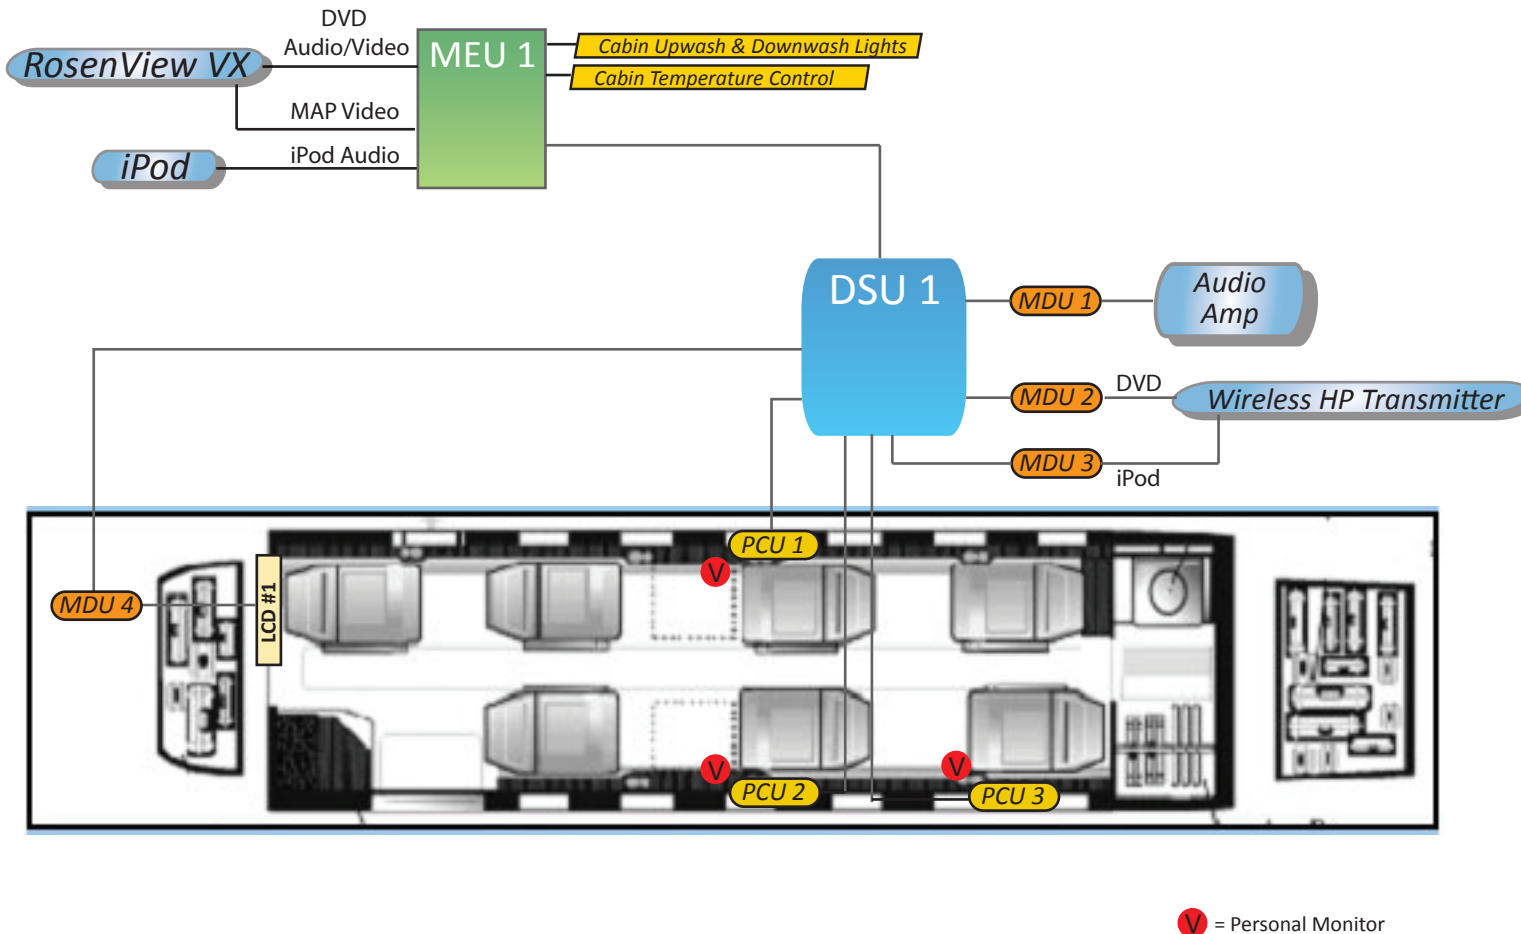 DVD
Audio/Video
RosenView VX
MEU 1
Cabin Upwash & Downwash Lights
Cabin Temperature Control
MAP Video
iPod
iPod Audio
DSU 1
MDU 1
Audio
Amp
MDU 2
DVD
Wireless HP Transmitter
MDU 3
iPod
PCU 1
V
MDU 4
LCD #1
V
V
PCU 2
PCU 3
V = Personal Monitor